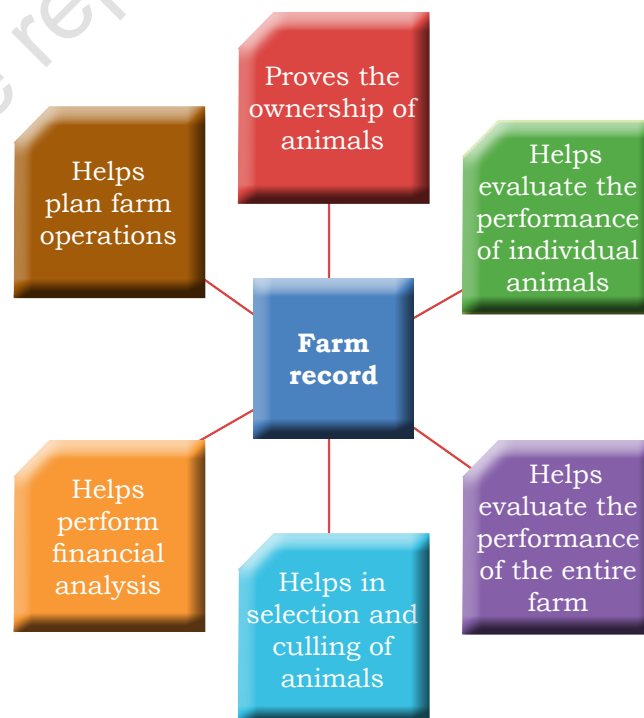 Proves the
ownership of
animals
Helps
evaluate the
performance
of individual
animals
Helps
evaluate the
performance
of the entire
farm
Helps in
selection and
culling of
animals
Helps
perform
financial
analysis
Helps
plan farm
operations
Farm
record